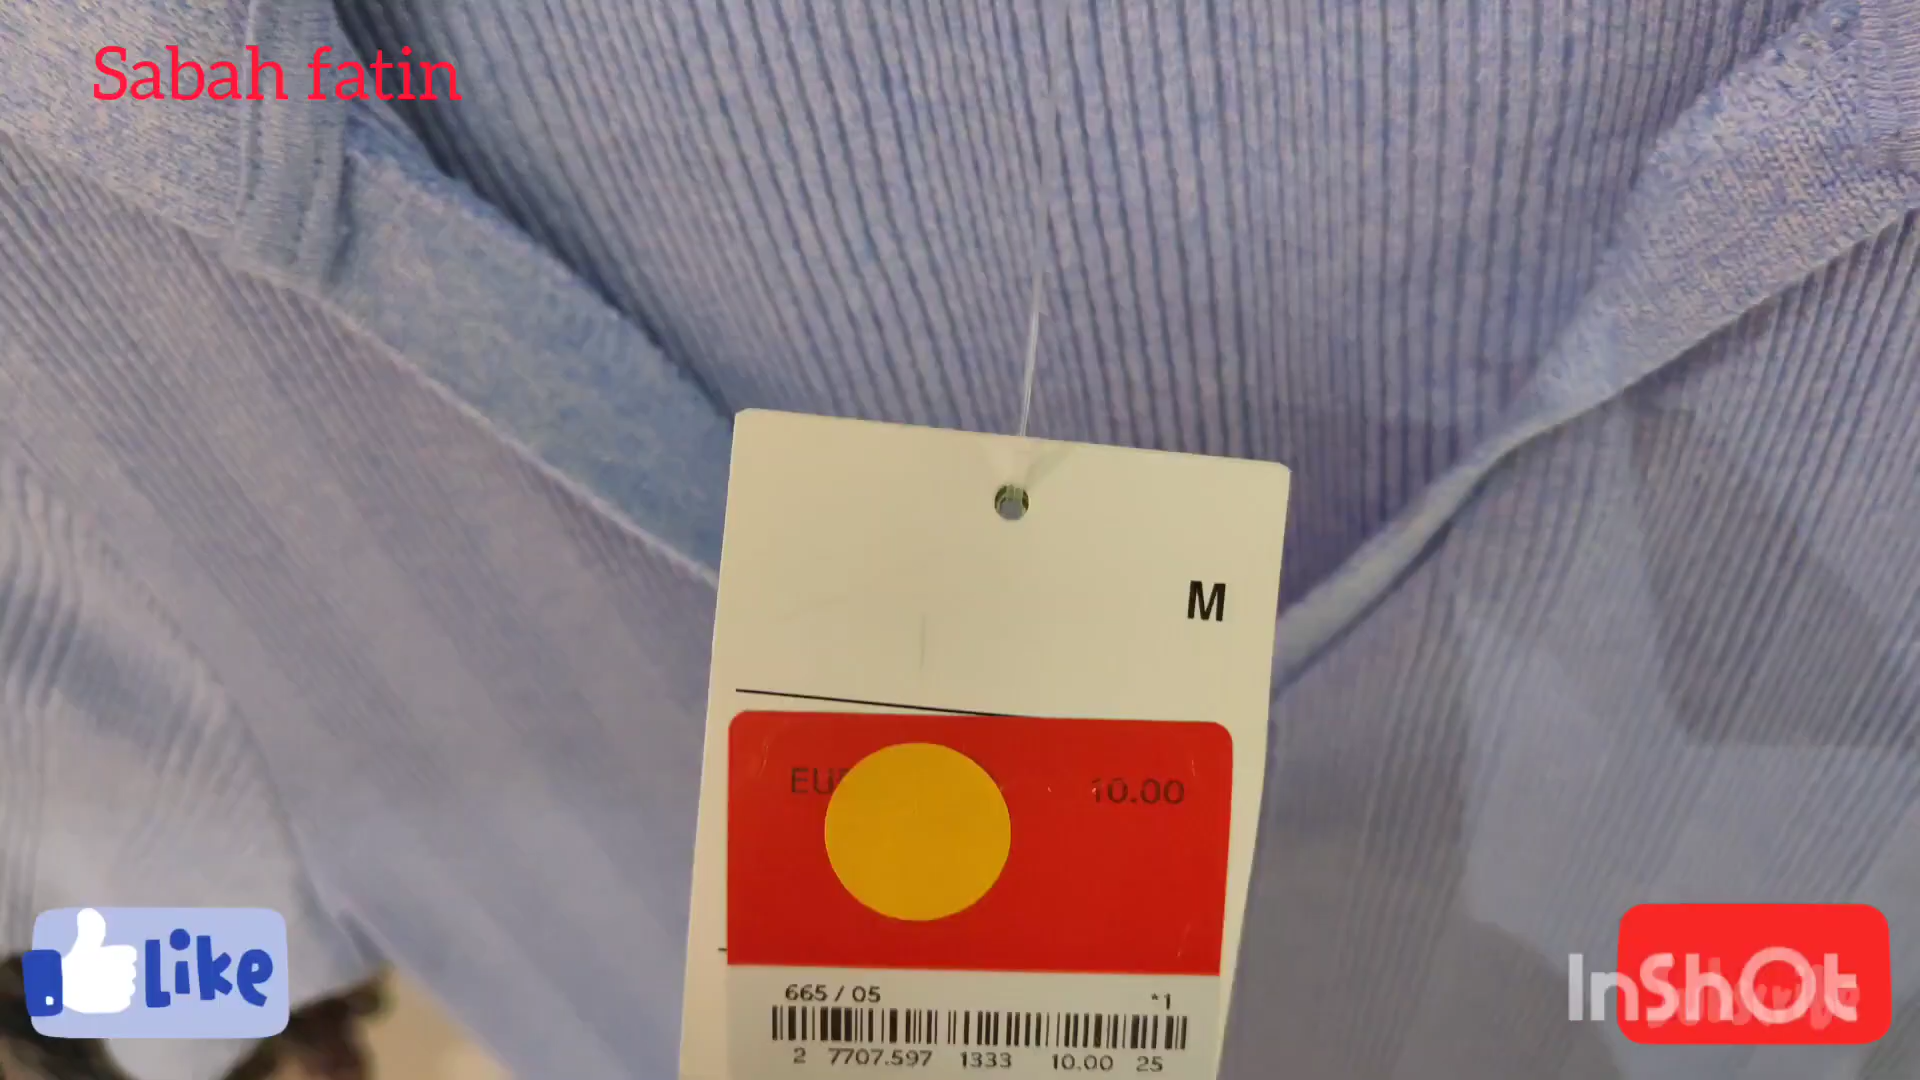 Sabah fatin
M
10.00
665 / 05 *1
2 7707.597 1333 10.00 25
Like
InShOt